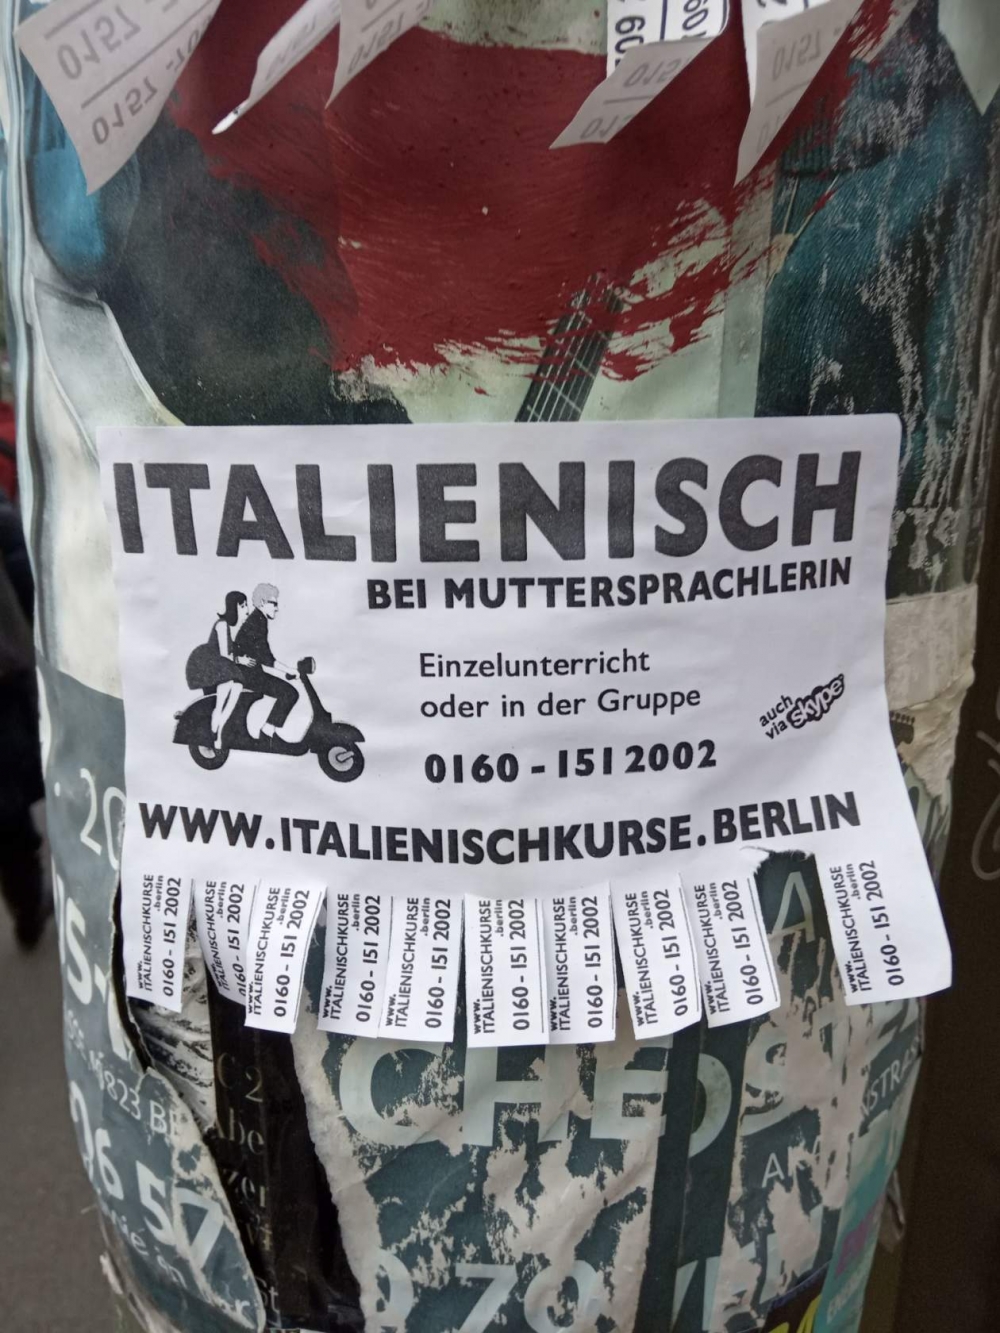 0157
0157
0157
ITALIENISCH
BEI MUTTERSPRACHLERIN
Einzelunterricht
oder in der Gruppe
auch
via skype
0160 - 151 2002
WWW.ITALIENISCHKURSE.BERLIN
www.
ITALIENISCHKURSE
.berlin
0160 - 151 2002
www.
ITALIENISCHKURSE
.berlin
0160 - 151 2002
www.
ITALIENISCHKURSE
.berlin
0160 - 151 2002
www.
ITALIENISCHKURSE
.berlin
0160 - 151 2002
www.
ITALIENISCHKURSE
.berlin
0160 - 151 2002
www.
ITALIENISCHKURSE
.berlin
0160 - 151 2002
www.
ITALIENISCHKURSE
.berlin
0160 - 151 2002
www.
ITALIENISCHKURSE
.berlin
0160 - 151 2002
www.
ITALIENISCHKURSE
.berlin
0160 - 151 2002
www.
ITALIENISCHKURSE
.berlin
0160 - 151 2002